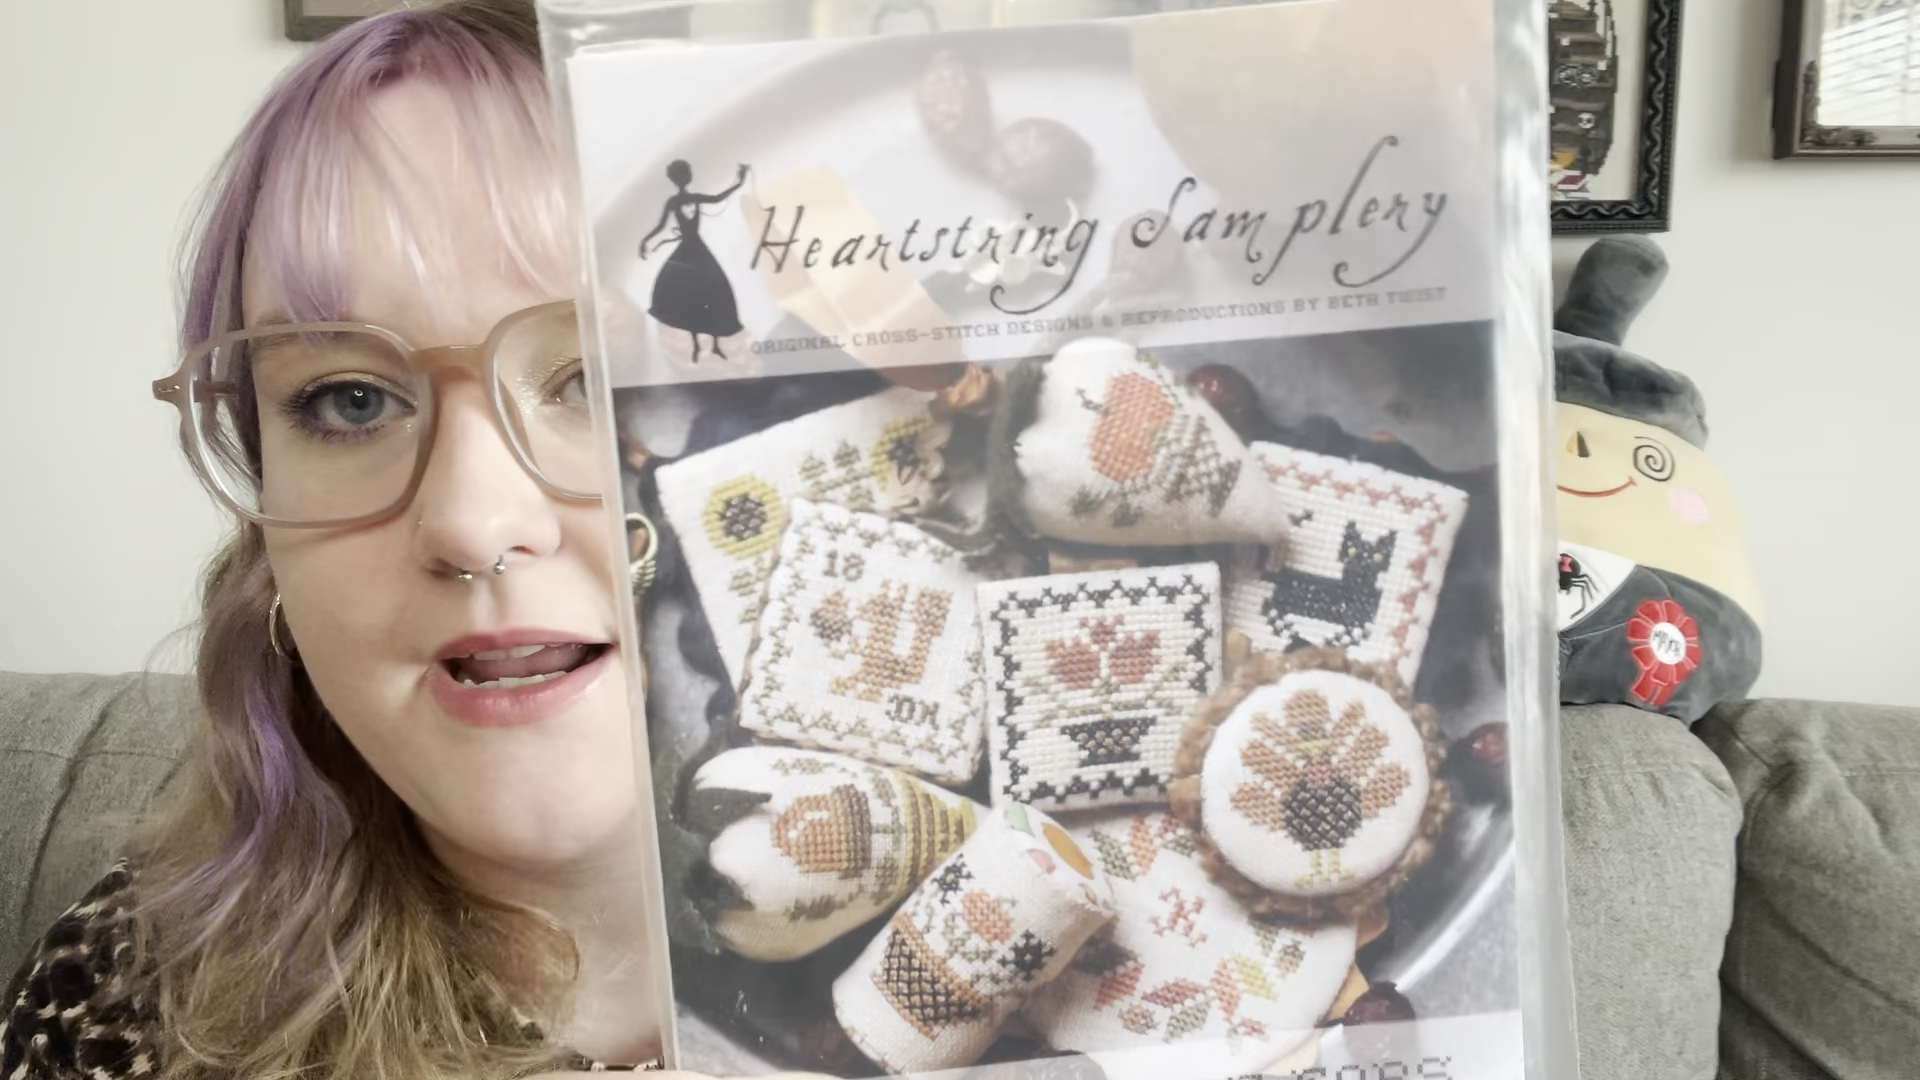 Heartstring Samplery
ORIGINAL CROSS-STITCH DESIGNS & REPRODUCTIONS BY BETH TWIST
18
K